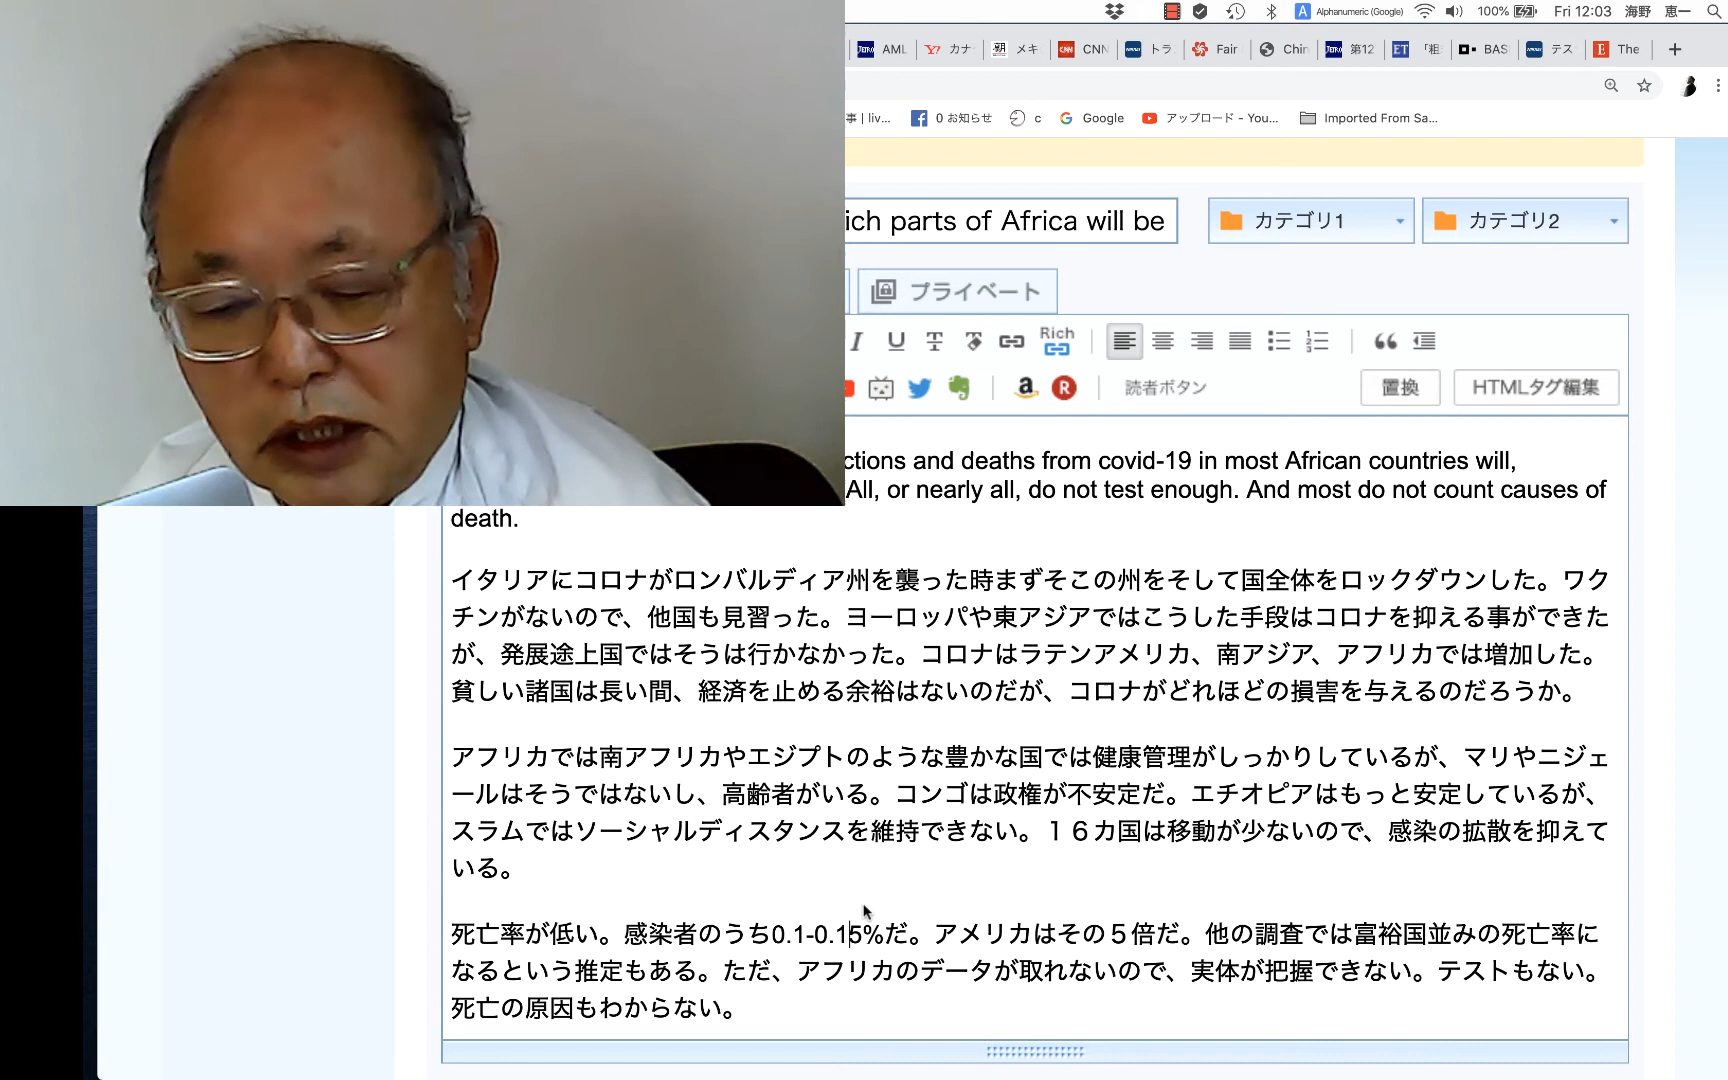 Alphanumeric (Google) 100% Fri 12:03 海野 恵一
AML カナ メキ CNN トラ Fair Chin 第12 「粗 BAS テス The +
事 | liv... 0 お知らせ c Google アップロード - You... Imported From Sa...
ich parts of Africa will be カテゴリ1 カテゴリ2
プライベート
Rich
読者ボタン 置換 HTMLタグ編集
ctions and deaths from covid-19 in most African countries will,
All, or nearly all, do not test enough. And most do not count causes of
death.
イタリアにコロナがロンバルディア州を襲った時まずそこの州をそして国全体をロックダウンした。ワク
チンがないので、他国も見習った。ヨーロッパや東アジアではこうした手段はコロナを抑える事ができた
が、発展途上国ではそうは行かなかった。コロナはラテンアメリカ、南アジア、アフリカでは増加した。
貧しい諸国は長い間、経済を止める余裕はないのだが、コロナがどれほどの損害を与えるのだろうか。
アフリカでは南アフリカやエジプトのような豊かな国では健康管理がしっかりしているが、マリやニジェ
ールはそうではないし、高齢者がいる。コンゴは政権が不安定だ。エチオピアはもっと安定しているが、
スラムではソーシャルディスタンスを維持できない。１６カ国は移動が少ないので、感染の拡散を抑えて
いる。
死亡率が低い。感染者のうち0.1-0.15%だ。アメリカはその５倍だ。他の調査では富裕国並みの死亡率に
なるという推定もある。ただ、アフリカのデータが取れないので、実体が把握できない。テストもない。
死亡の原因もわからない。